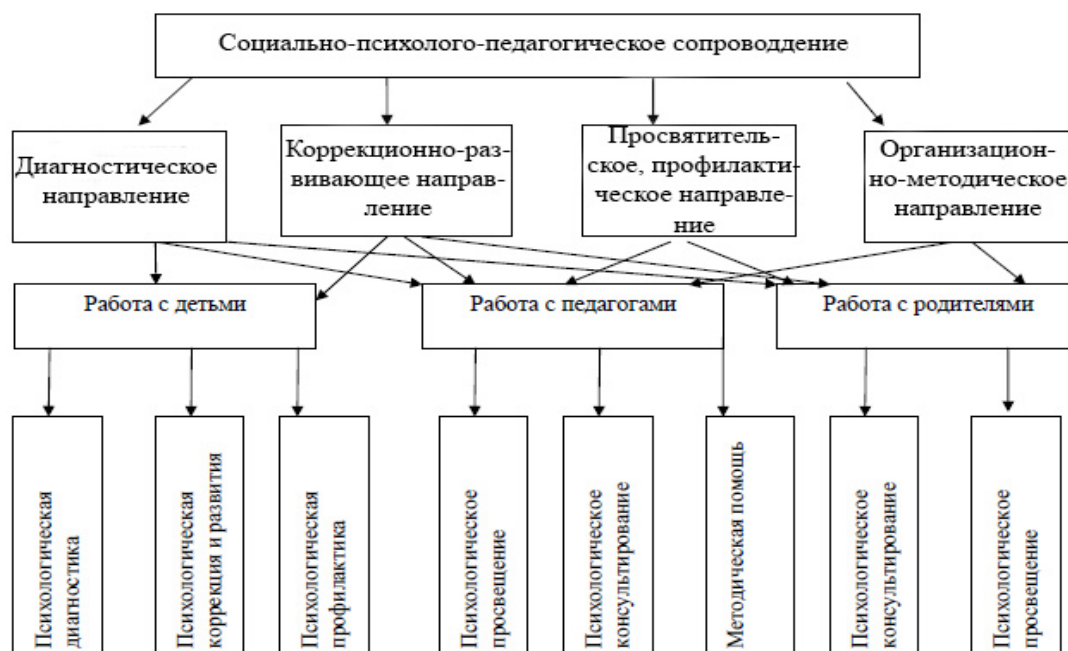 Социально-психолого-педагогическое сопроводдение
Диагностическое
направление
Коррекционно-раз-
вивающее направ-
ление
Просвятитель-
ское, профилакти-
ческое направле-
ние
Организацион-
но-методическое
направление
Работа с детьми
Работа с педагогами
Работа с родителями
Психологическая
диагностика
Психологическая
коррекция и развития
Психологическая
профилактика
Психологическое
просвещение
Психологическое
консультирование
Методическая помощь
Психологическое
консультирование
Психологическое
просвещение